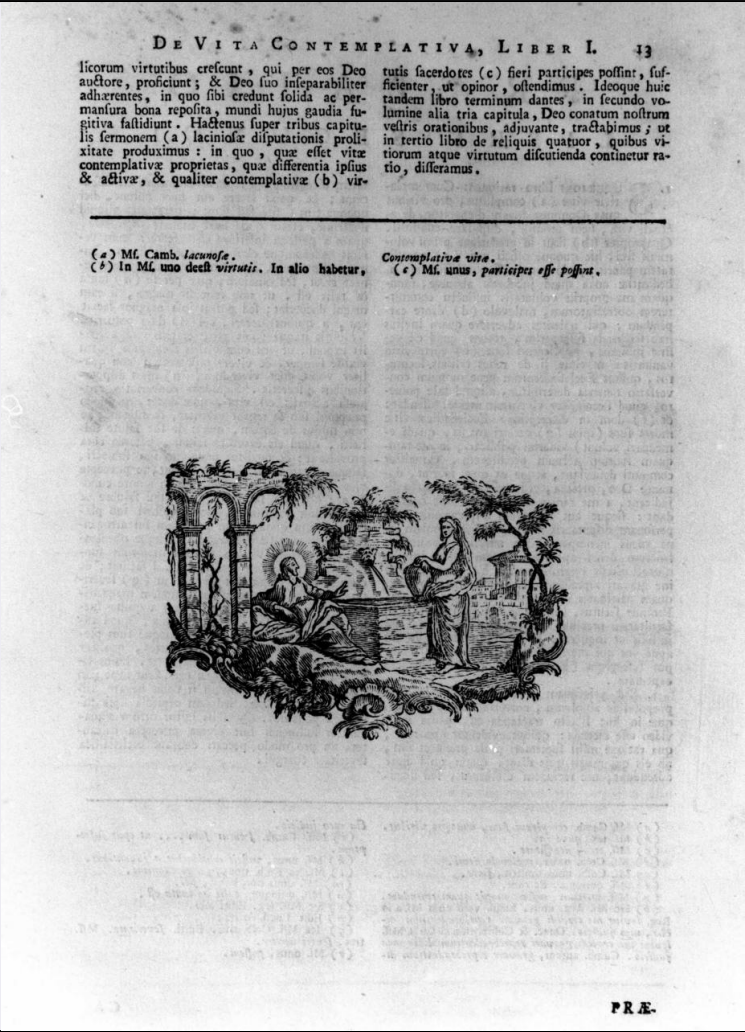 DE VITA CONTEMPLATIVA, LIBER I. 13
licorum virtutibus creſcunt, qui per eos Deo
auctore, proficiunt; & Deo ſuo inſeparabiliter
adhærentes, in quo ſibi credunt ſolida ac per-
manſura bona repoſita, mundi hujus gaudia fu-
gitiva faſtidiunt. Hactenus ſuper tribus capitu-
lis ſermonem (a) lacinioſæ diſputationis proli-
xitate produximus: in quo, quæ eſſet vitæ
contemplativæ proprietas, quæ differentia ipſius
& activæ, & qualiter contemplativæ (b) vir-
tutis ſacerdotes (c) fieri participes poſſint, ſuf-
ficienter, ut opinor, oſtendimus. Ideoque huic
tandem libro terminum dantes, in ſecundo vo-
lumine alia tria capitula, Deo conatum noſtrum
veſtris orationibus, adjuvante, tractabimus; ut
in tertio libro de reliquis quatuor, quibus vi-
tiorum atque virtutum diſcutienda continetur ra-
tio, diſſeramus.
(a) Mſ. Camb. lacunoſæ.
(b) In Mſ. uno deeſt virtutis. In alio habetur,
Contemplativæ vitæ.
(c) Mſ. unus, participes eſſe poſſint.
PRÆ-